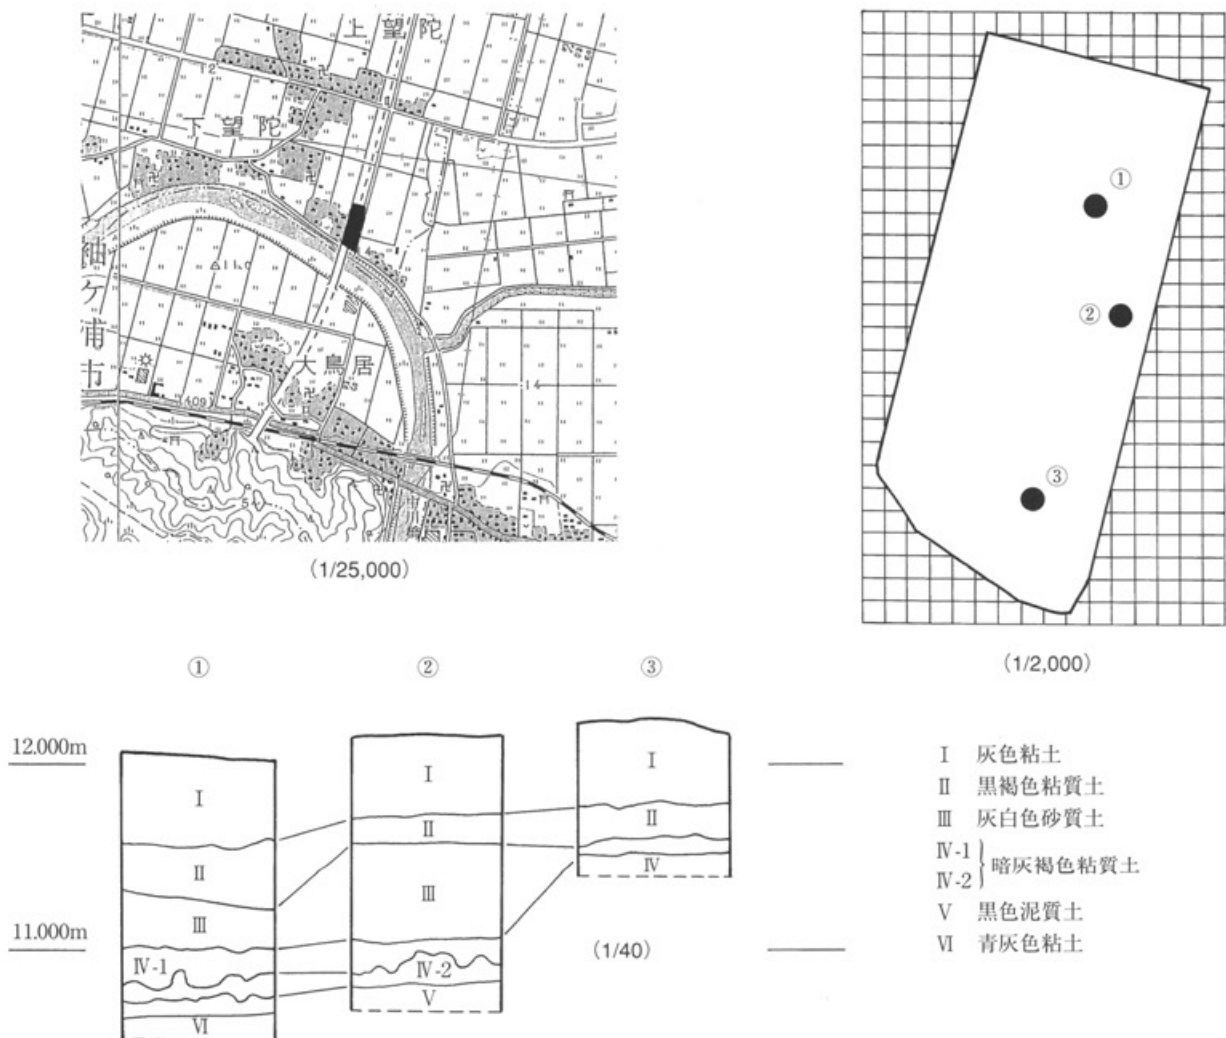 上望陀
12
下望陀
袖ケ浦市
大鳥居
(409)
14
(1/25,000)
①
②
③
(1/2,000)
①
②
③
12.000m
11.000m
Ⅰ
Ⅱ
Ⅲ
Ⅳ-1
Ⅵ
Ⅰ
Ⅱ
Ⅲ
Ⅳ-2
Ⅴ
Ⅰ
Ⅱ
Ⅳ
(1/40)
Ⅰ 灰色粘土
Ⅱ 黒褐色粘質土
Ⅲ 灰白色砂質土
Ⅳ-1
Ⅳ-2
暗灰褐色粘質土
Ⅴ 黒色泥質土
Ⅵ 青灰色粘土